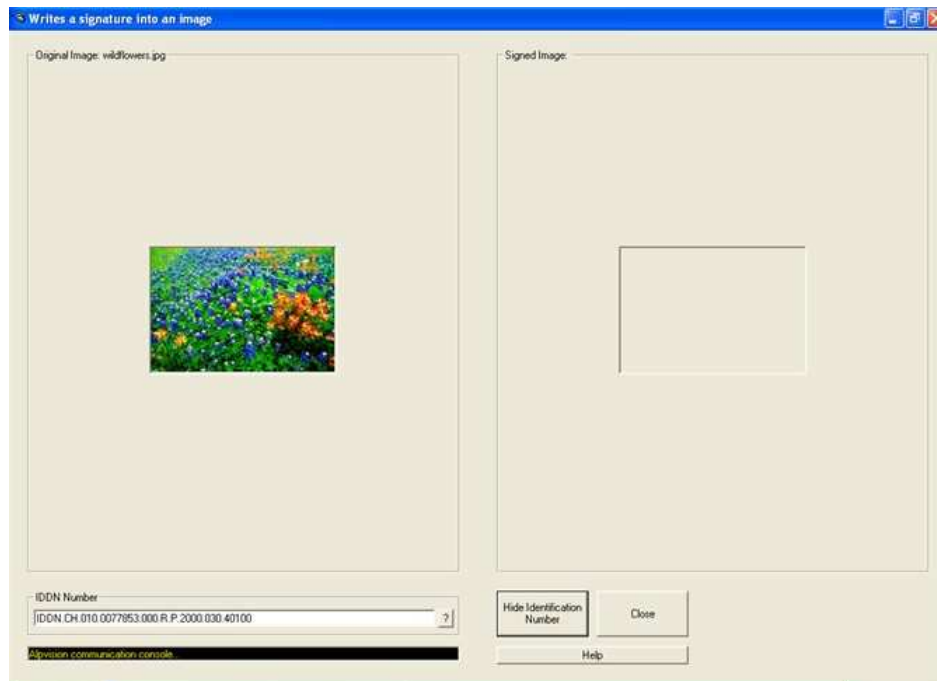 Writes a signature into an image
Original Image: wildflowers.jpg
Signed Image:
IDDN Number
IDDN.CH.010.0077853.000.R.P.2000.030.40100
?
Hide Identification
Number
Close
Alpvision communication console..
Help